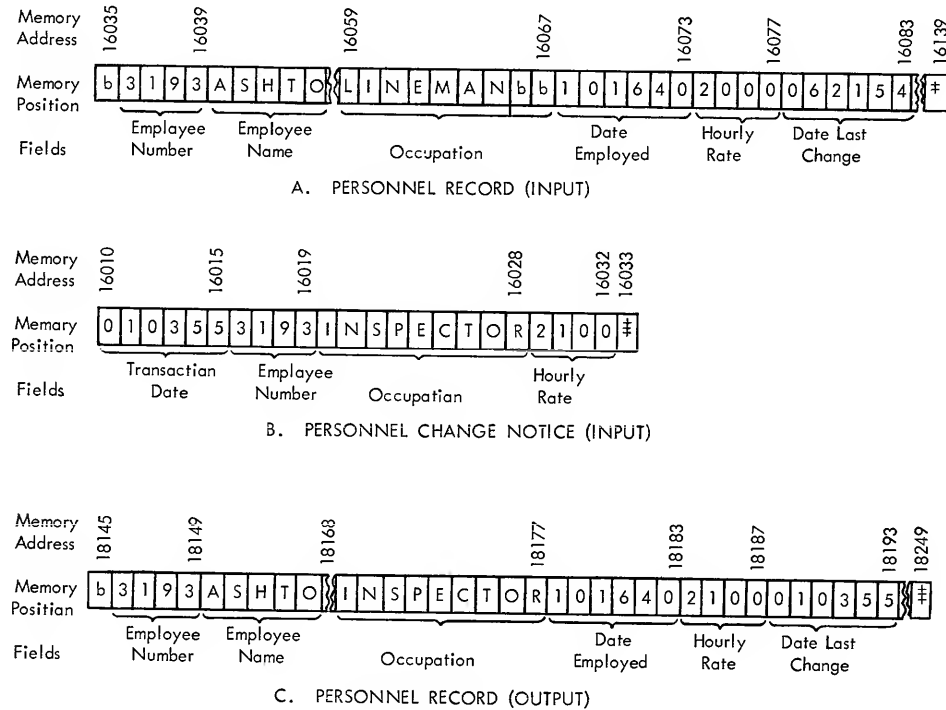 Memory Address 16035 16039 16059 16067 16073 16077 16083 16139
Memory Position b 3 1 9 3 A S H T O L I N E M A N b b 1 0 1 6 4 0 2 0 0 0 0 6 2 1 5 4 ‡
Fields Emplayee Number Employee Name Occupation Date Employed Hourly Rate Date Last Change
A. PERSONNEL RECORD (INPUT)
Memory Address 16010 16015 16019 16028 16032 16033
Memary Position 0 1 0 3 5 5 3 1 9 3 I N S P E C T O R 2 1 0 0 ‡
Fields Transactian Date Employee Number Occupation Hourly Rate
B. PERSONNEL CHANGE NOTICE (INPUT)
Memory Address 18145 18149 18168 18177 18183 18187 18193 18249
Memory Positian b 3 1 9 3 A S H T O I N S P E C T O R 1 0 1 6 4 0 2 1 0 0 0 1 0 3 5 5 ‡
Fields Employee Number Employee Name Occupation Date Employed Hourly Rate Date Last Change
C. PERSONNEL RECORD (OUTPUT)